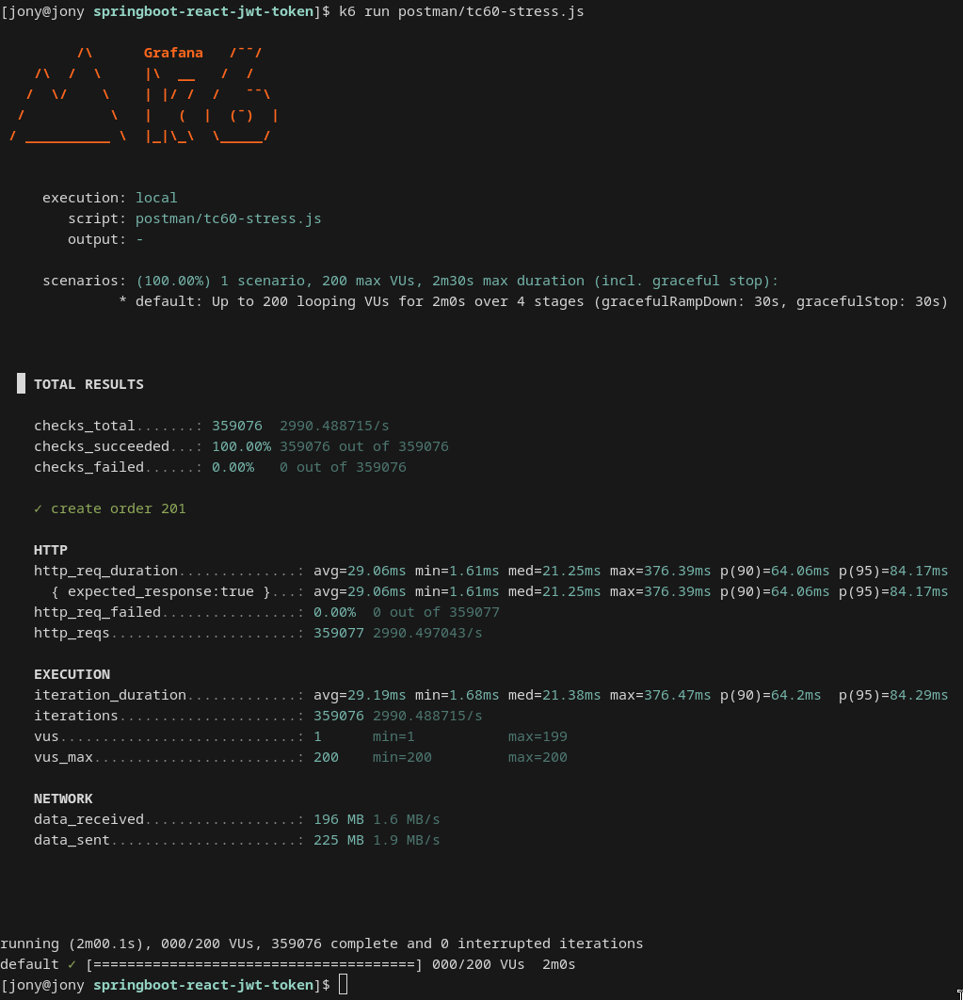 [jony@jony springboot-react-jwt-token]$ k6 run postman/tc60-stress.js
         /\      Grafana   /‾‾/
    /\  /  \     |\  __   /  /
   /  \/    \    | |/ /  /   ‾‾\
  /          \   |   (  |  (‾)  |
 / __________ \  |_|\_\  \_____/
     execution: local
        script: postman/tc60-stress.js
        output: -
     scenarios: (100.00%) 1 scenario, 200 max VUs, 2m30s max duration (incl. graceful stop):
              * default: Up to 200 looping VUs for 2m0s over 4 stages (gracefulRampDown: 30s, gracefulStop: 30s)
  █ TOTAL RESULTS
    checks_total.......: 359076  2990.488715/s
    checks_succeeded...: 100.00% 359076 out of 359076
    checks_failed......: 0.00%   0 out of 359076
    ✓ create order 201
    HTTP
    http_req_duration..............: avg=29.06ms min=1.61ms med=21.25ms max=376.39ms p(90)=64.06ms p(95)=84.17ms
      { expected_response:true }...: avg=29.06ms min=1.61ms med=21.25ms max=376.39ms p(90)=64.06ms p(95)=84.17ms
    http_req_failed................: 0.00%  0 out of 359077
    http_reqs......................: 359077 2990.497043/s
    EXECUTION
    iteration_duration.............: avg=29.19ms min=1.68ms med=21.38ms max=376.47ms p(90)=64.2ms  p(95)=84.29ms
    iterations.....................: 359076 2990.488715/s
    vus............................: 1      min=1         max=199
    vus_max........................: 200    min=200       max=200
    NETWORK
    data_received..................: 196 MB 1.6 MB/s
    data_sent......................: 225 MB 1.9 MB/s
running (2m00.1s), 000/200 VUs, 359076 complete and 0 interrupted iterations
default ✓ [======================================] 000/200 VUs  2m0s
[jony@jony springboot-react-jwt-token]$